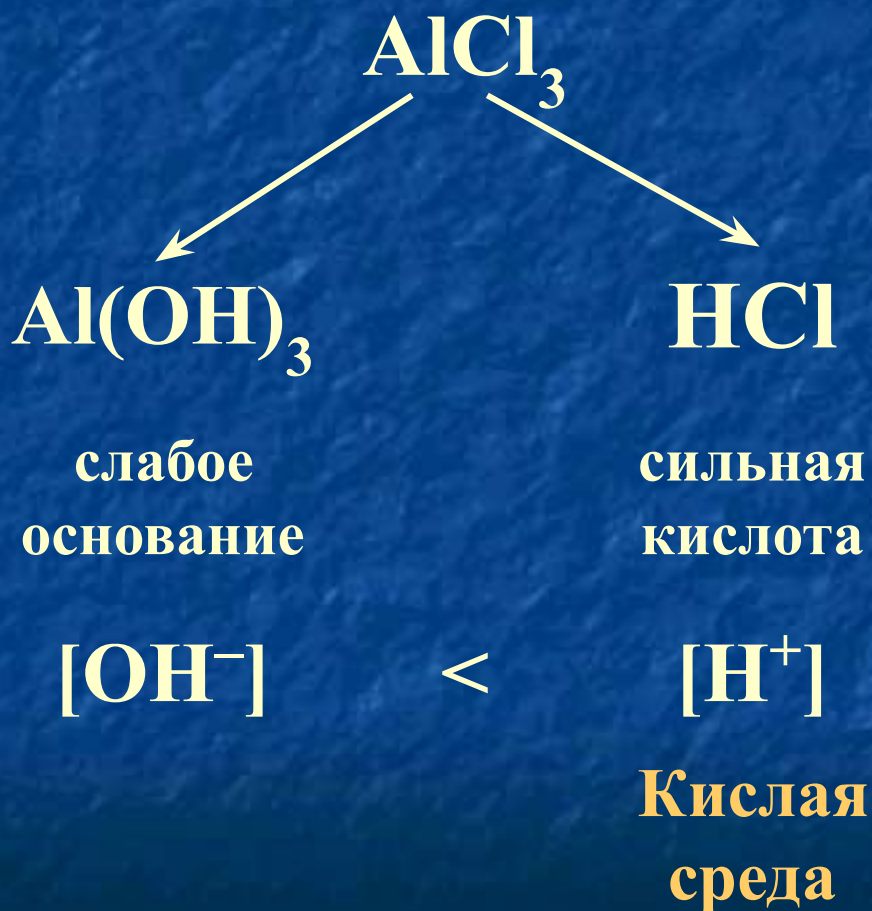 AlCl₃
Al(OH)₃ HCl
слабое сильная
основание кислота
[OH⁻] < [H⁺]
Кислая
среда